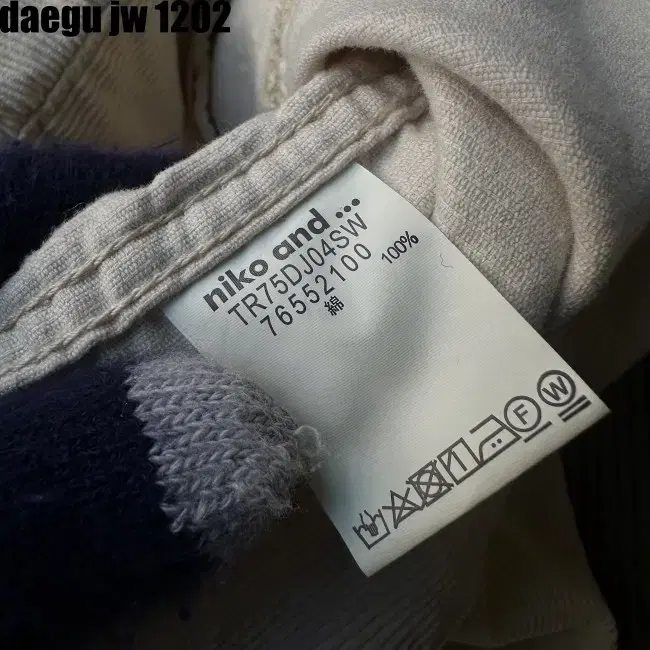 daegu jw 1202
niko and ...
TR75DJ04SW
76552100
綿 100%
F W